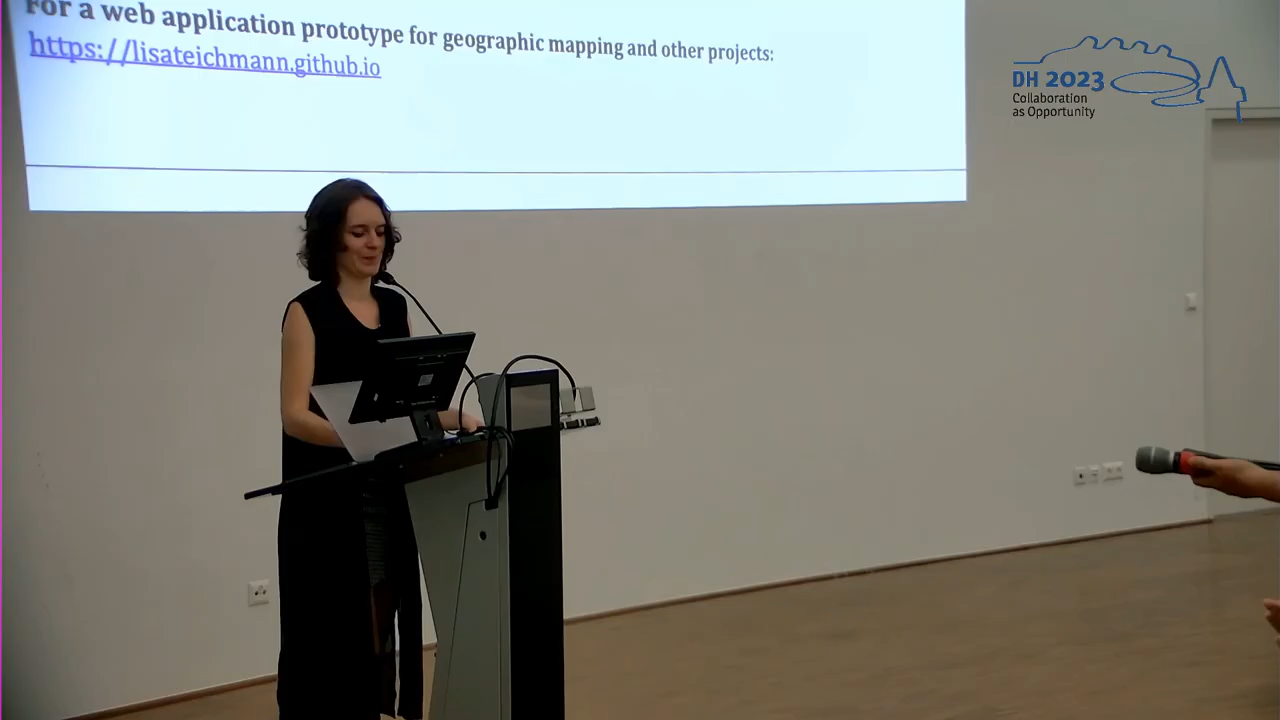 For a web application prototype for geographic mapping and other projects:
https://lisateichmann.github.io
DH 2023
Collaboration
as Opportunity